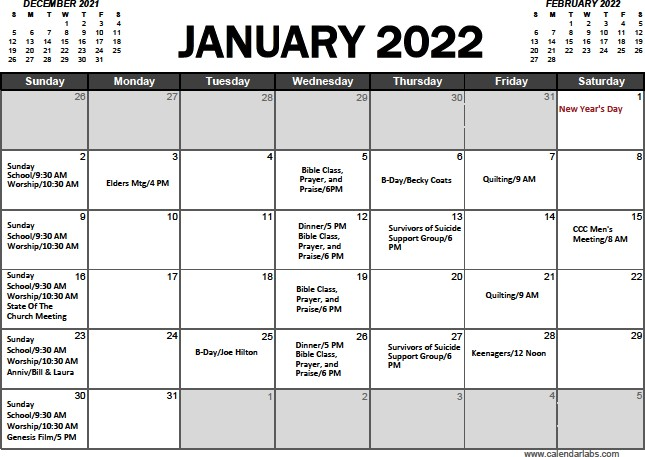 DECEMBER 2021
S M T W T F S
1 2 3 4
5 6 7 8 9 10 11
12 13 14 15 16 17 18
19 20 21 22 23 24 25
26 27 28 29 30 31
JANUARY 2022
FEBRUARY 2022
S M T W T F S
1 2 3 4 5
6 7 8 9 10 11 12
13 14 15 16 17 18 19
20 21 22 23 24 25 26
27 28
Sunday Monday Tuesday Wednesday Thursday Friday Saturday
26 27 28 29 30 31 1
New Year's Day
2 3 4 5 6 7 8
Sunday
School/9:30 AM
Worship/10:30 AM
Elders Mtg/4 PM
Bible Class,
Prayer, and
Praise/6PM
B-Day/Becky Coats
Quilting/9 AM
9 10 11 12 13 14 15
Sunday
School/9:30 AM
Worship/10:30 AM
Dinner/5 PM
Bible Class,
Prayer, and
Praise/6 PM
Survivors of Suicide
Support Group/6
PM
CCC Men's
Meeting/8 AM
16 17 18 19 20 21 22
Sunday
School/9:30 AM
Worship/10:30 AM
State Of The
Church Meeting
Bible Class,
Prayer, and
Praise/6 PM
Quilting/9 AM
23 24 25 26 27 28 29
Sunday
School/9:30 AM
Worship/10:30 AM
Anniv/Bill & Laura
B-Day/Joe Hilton
Dinner/5 PM
Bible Class,
Prayer, and
Praise/6 PM
Survivors of Suicide
Support Group/6
PM
Keenagers/12 Noon
30 31 1 2 3 4 5
Sunday
School/9:30 AM
Worship/10:30 AM
Genesis Film/5 PM
www.calendarlabs.com